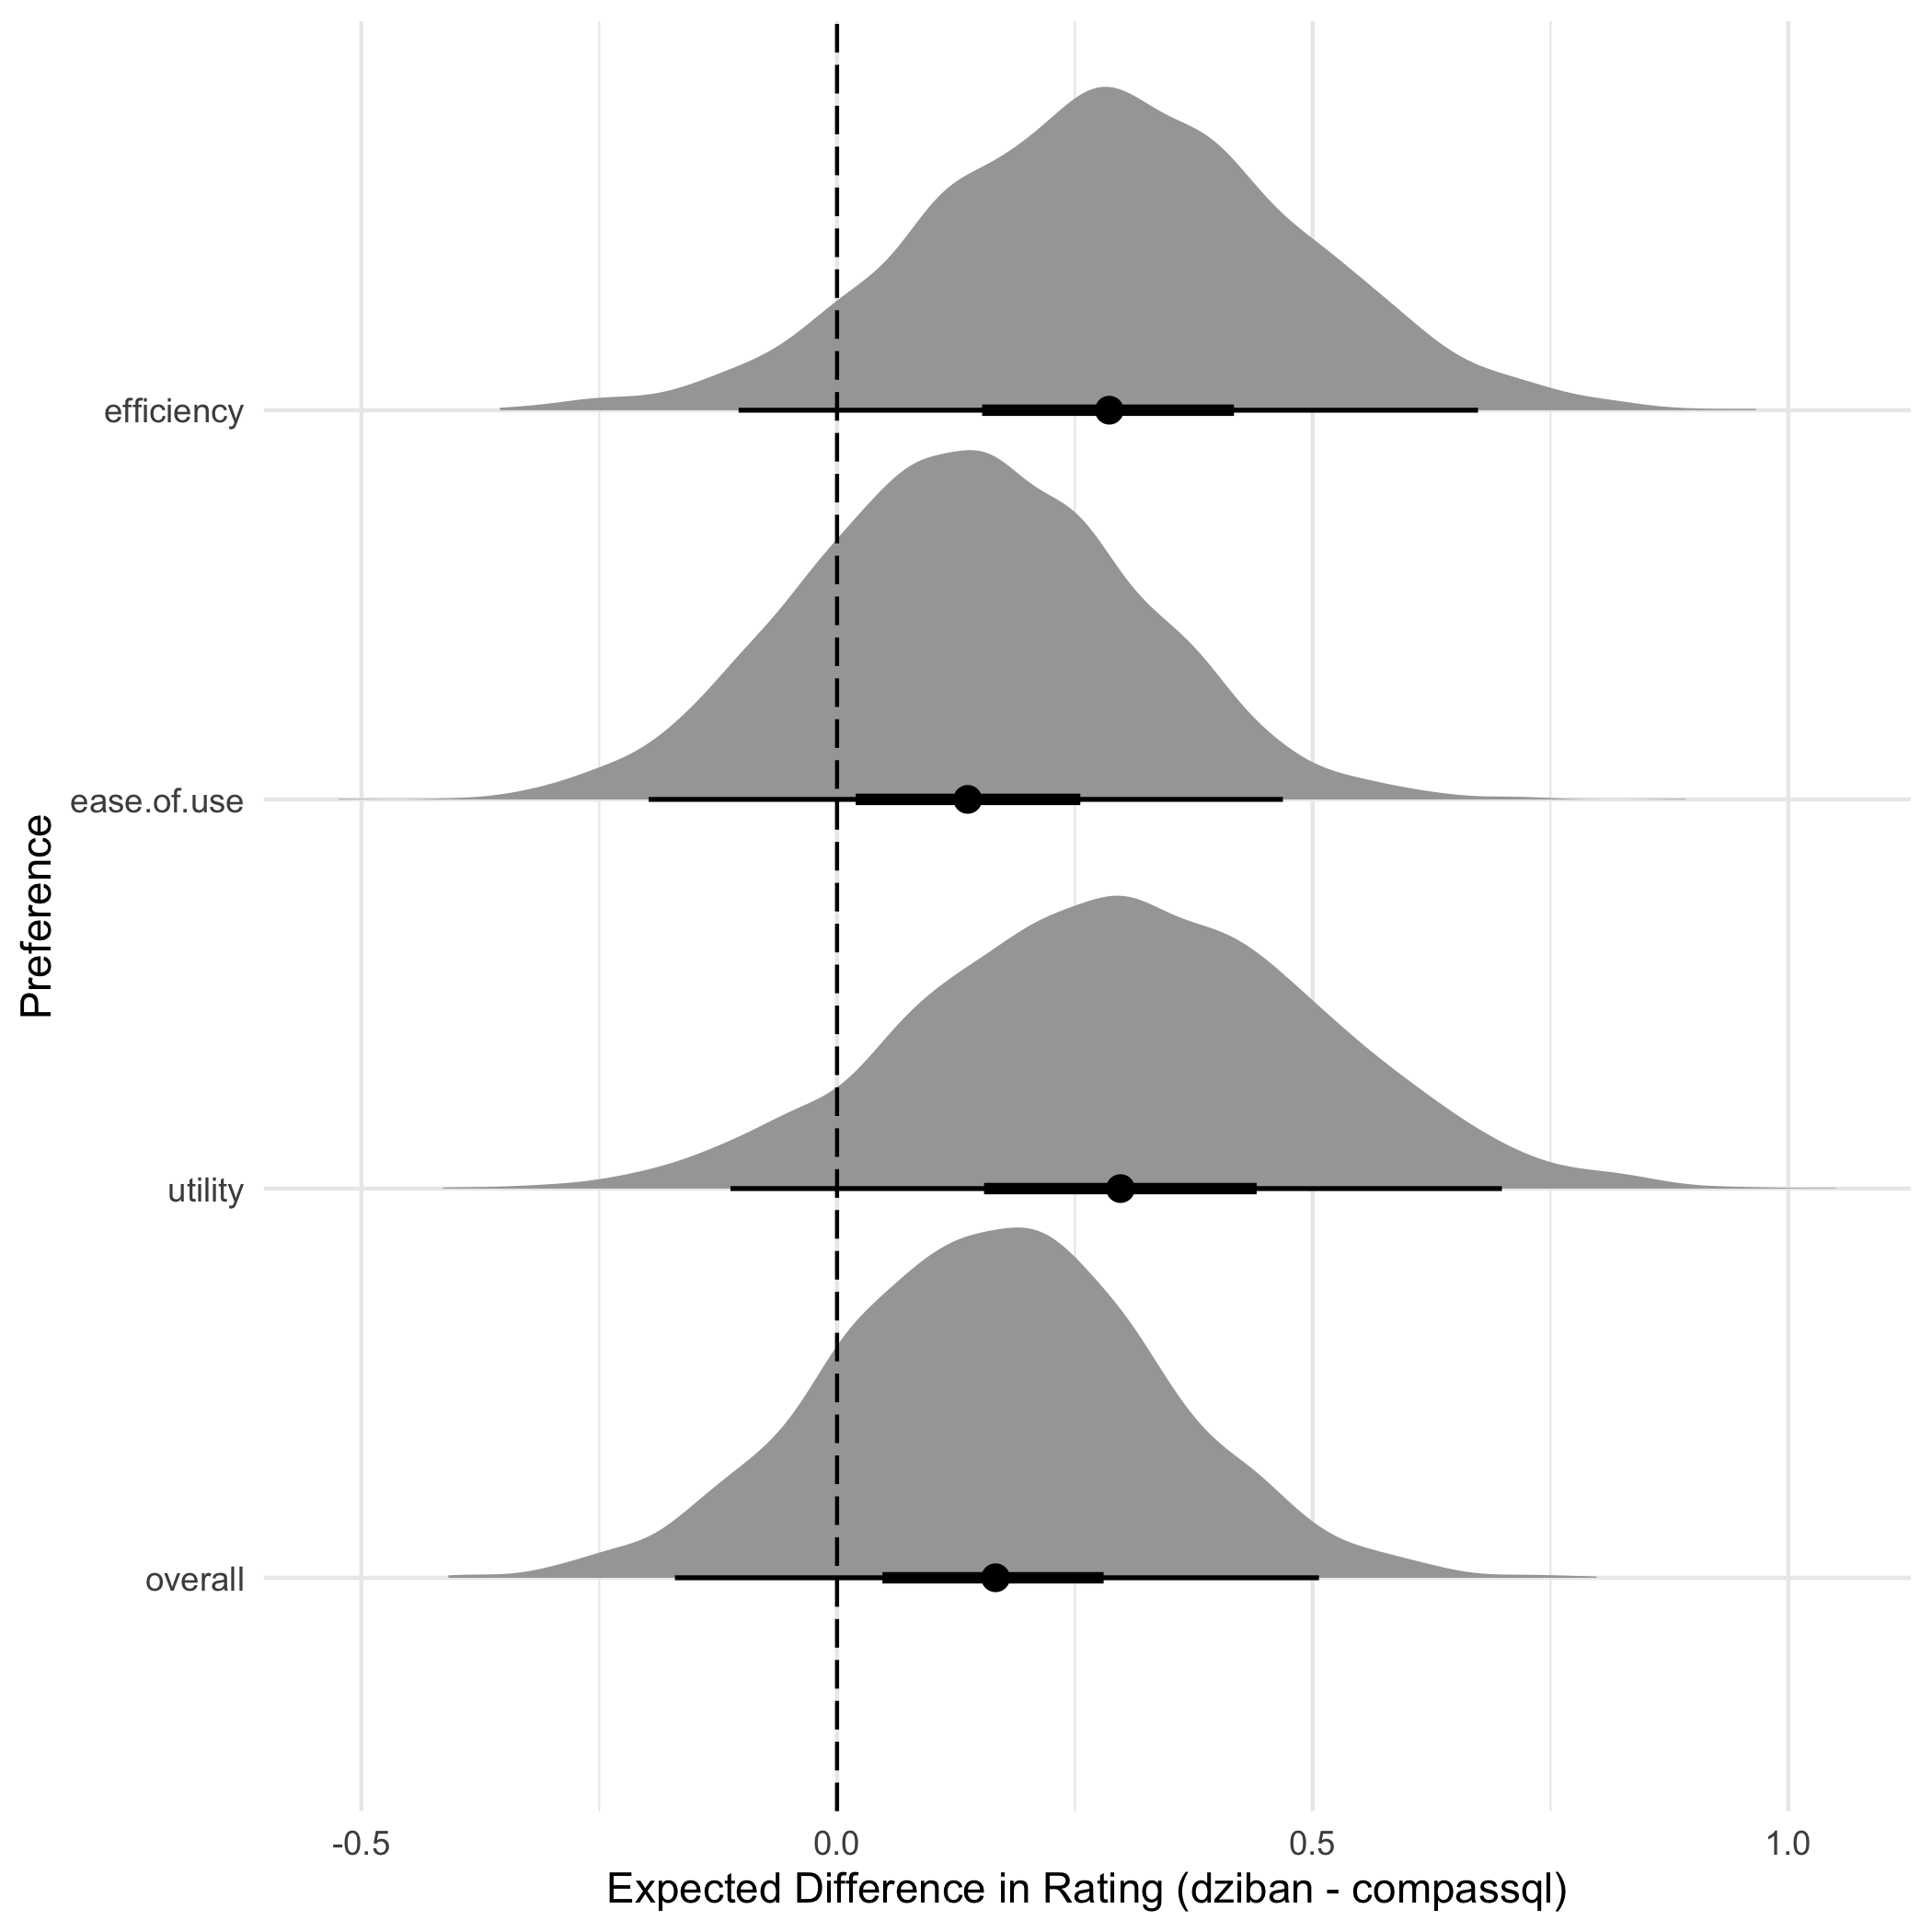 Preference
efficiency
ease.of.use
utility
overall
-0.5 0.0 0.5 1.0
Expected Difference in Rating (dziban - compassql)